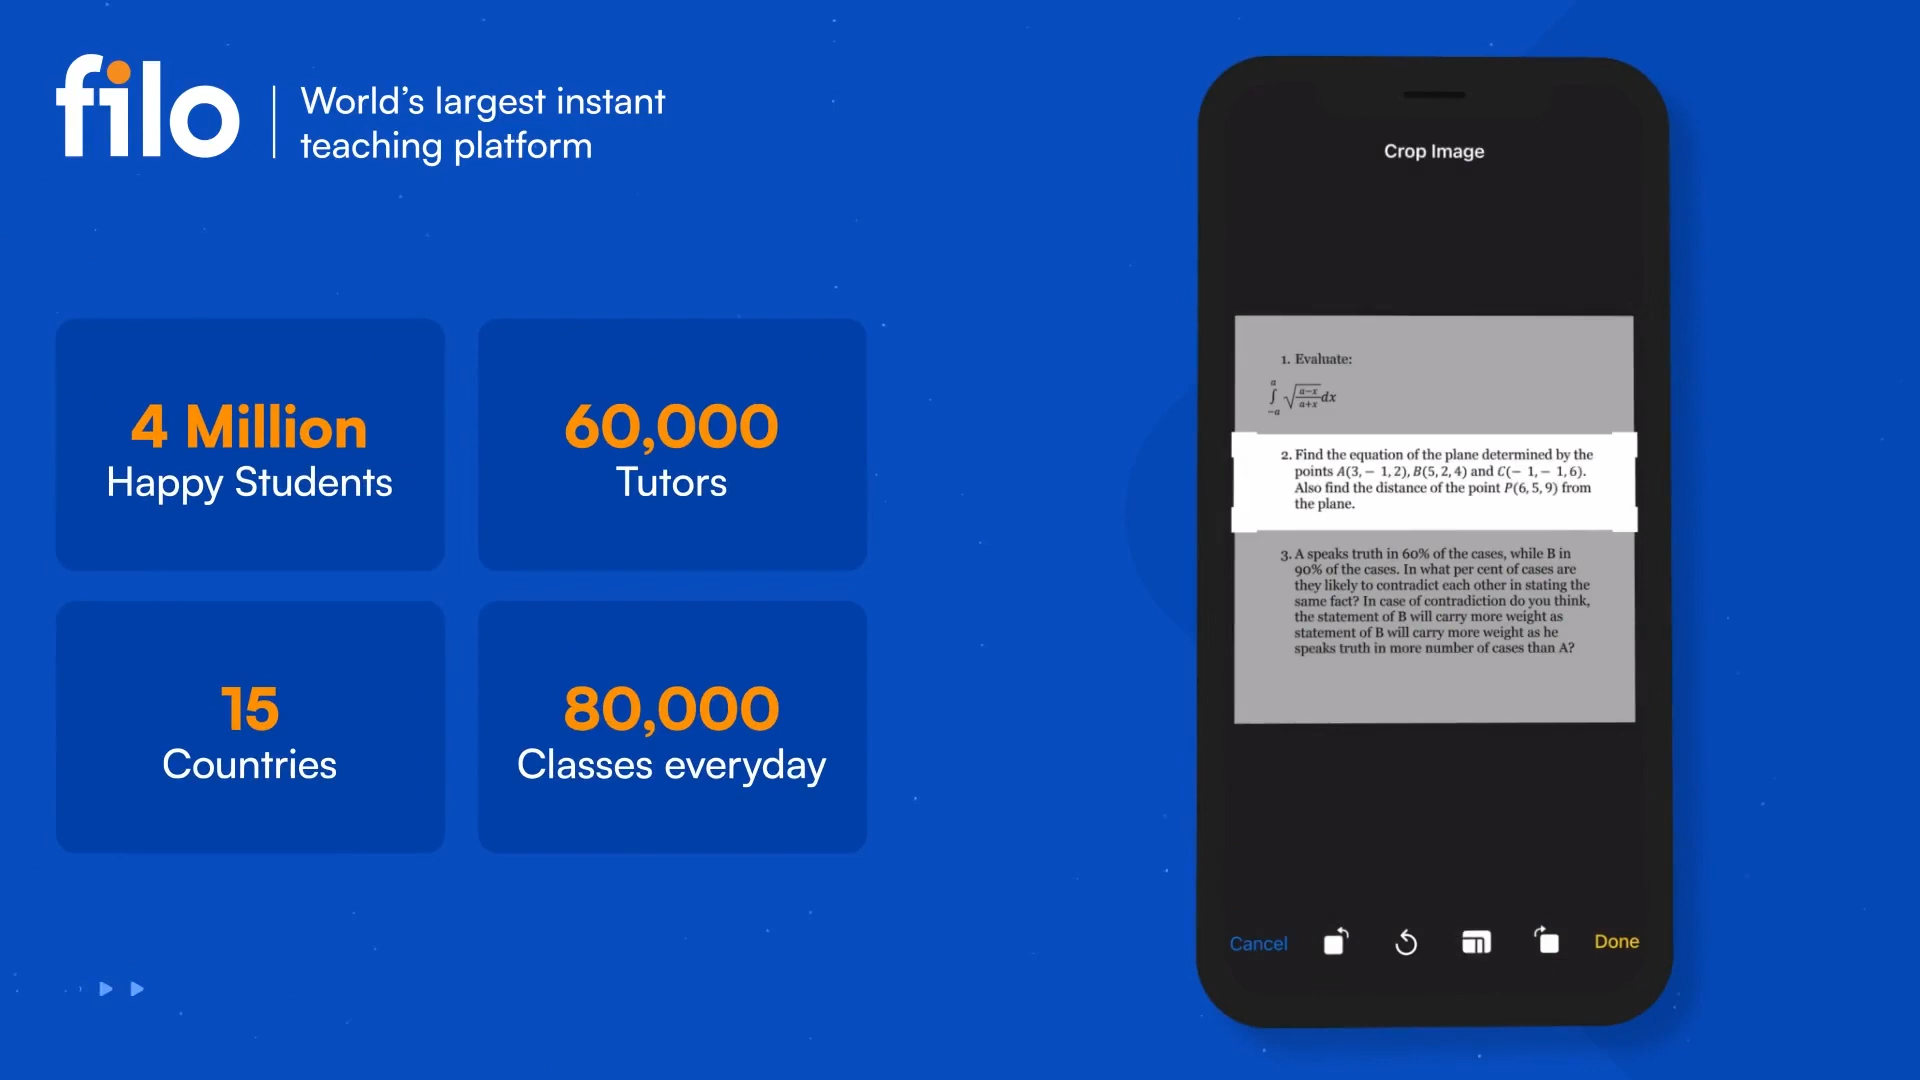 filo
World's largest instant
teaching platform
4 Million
Happy Students
60,000
Tutors
15
Countries
80,000
Classes everyday
Crop Image
1. Evaluate:
a
∫ √a−x/a+x dx
−a
2. Find the equation of the plane determined by the
points A(3, − 1, 2), B(5, 2, 4) and C(− 1, − 1, 6).
Also find the distance of the point P(6, 5, 9) from
the plane.
3. A speaks truth in 60% of the cases, while B in
90% of the cases. In what per cent of cases are
they likely to contradict each other in stating the
same fact? In case of contradiction do you think,
the statement of B will carry more weight as
statement of B will carry more weight as he
speaks truth in more number of cases than A?
Cancel
Done